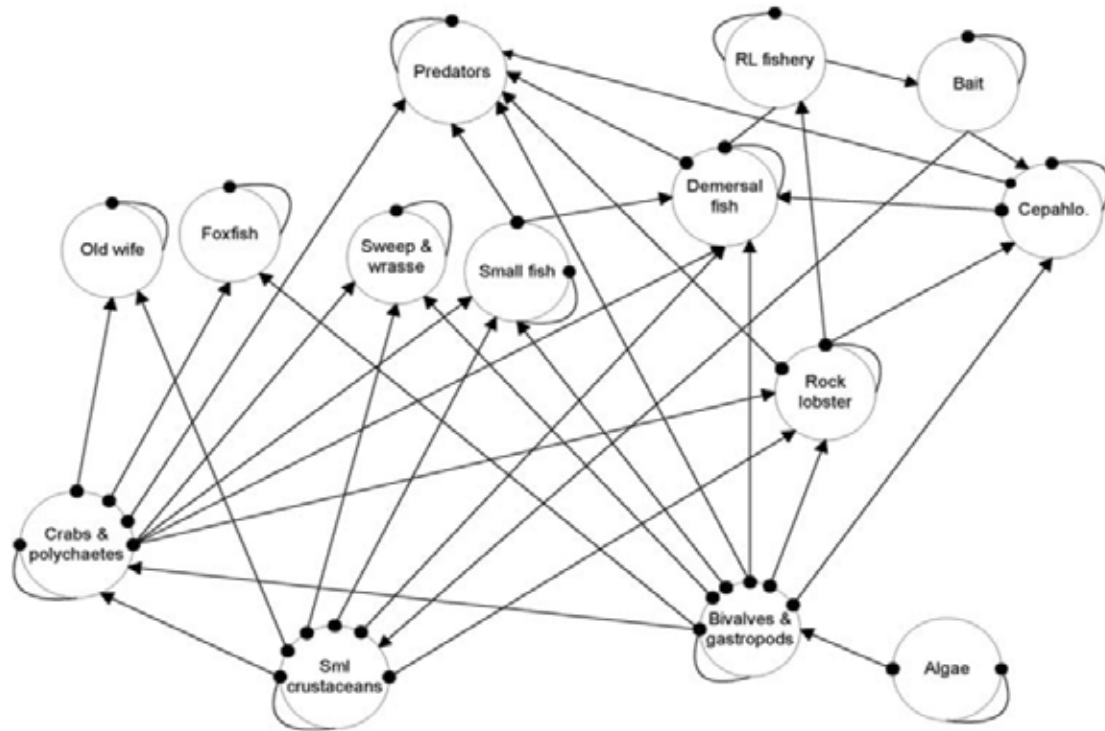 Predators
RL fishery
Bait
Old wife
Foxfish
Sweep &
wrasse
Small fish
Demersal
fish
Cepahlo.
Rock
lobster
Crabs &
polychaetes
Sml
crustaceans
Bivalves &
gastropods
Algae